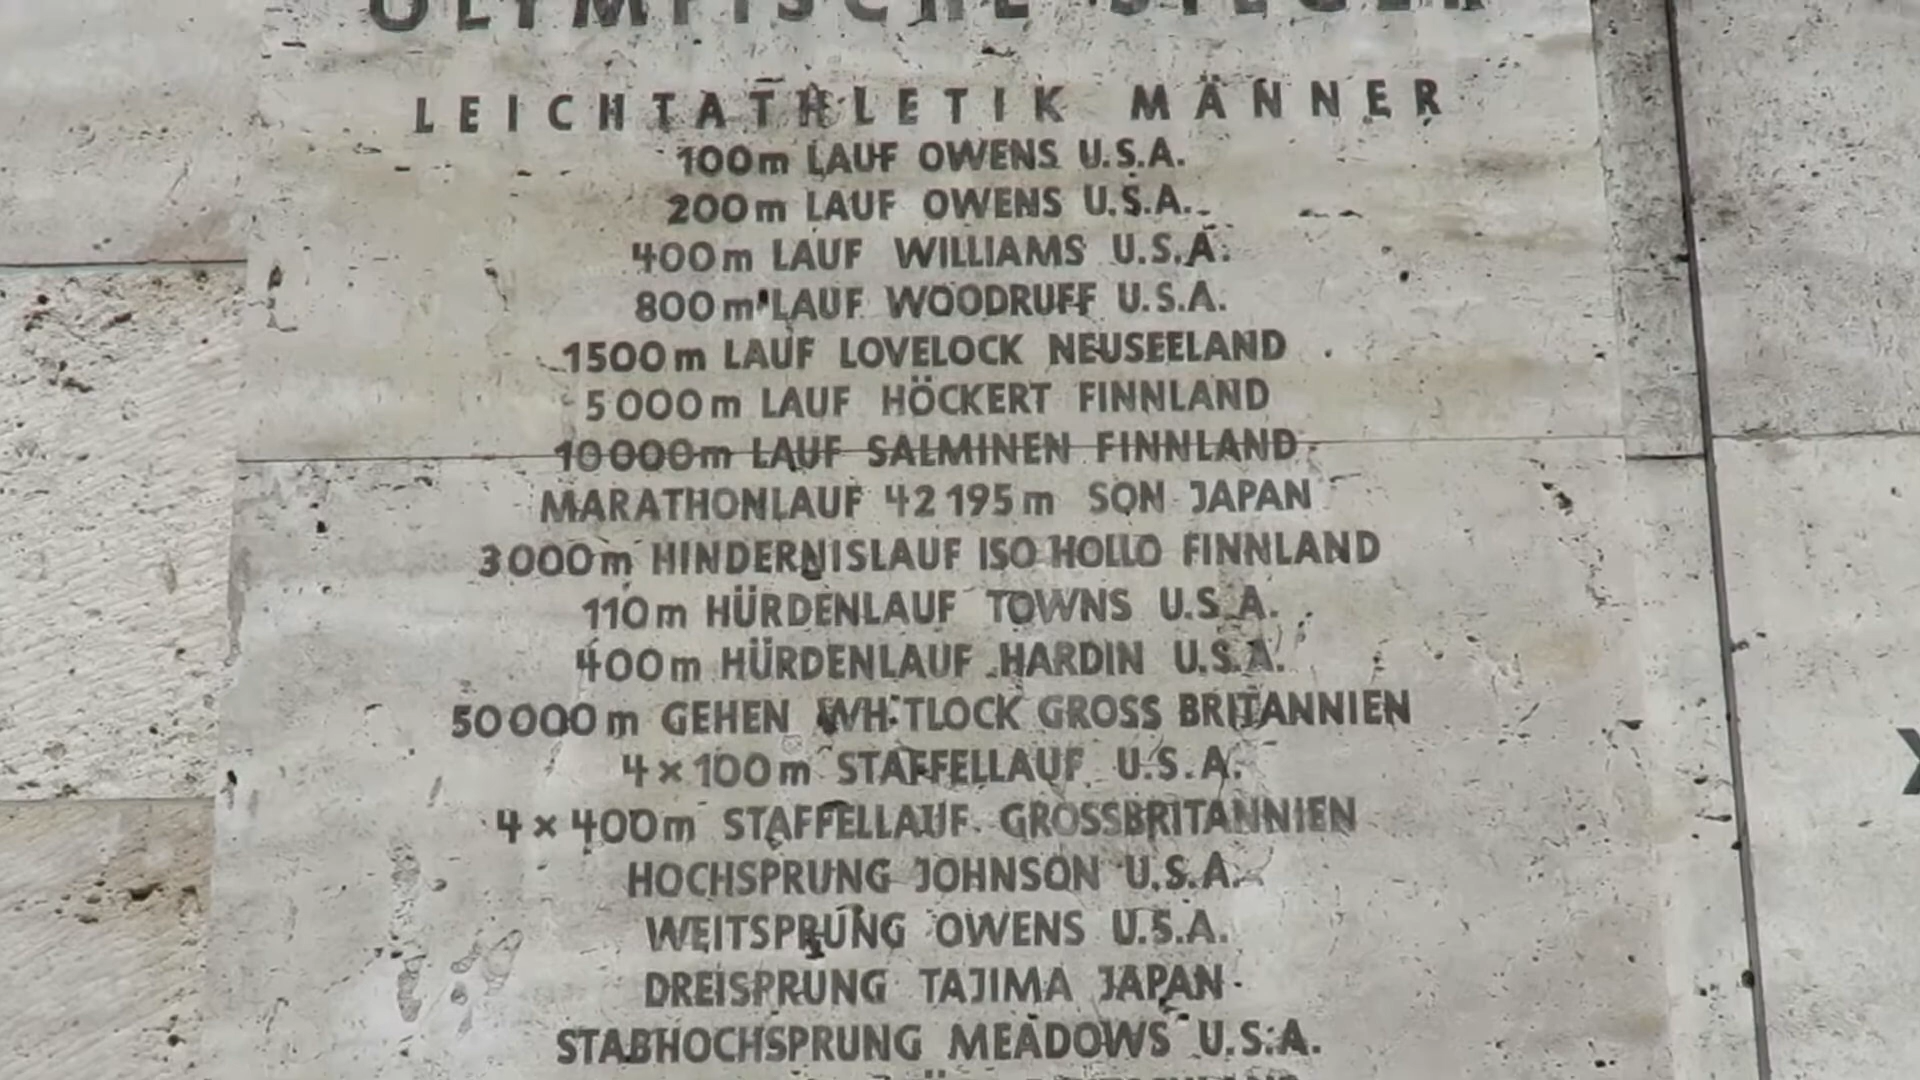 OLYMPISCHE SIEGER
LEICHTATHLETIK MÄNNER
100m LAUF OWENS U.S.A.
200m LAUF OWENS U.S.A.
400m LAUF WILLIAMS U.S.A.
800m LAUF WOODRUFF U.S.A.
1500m LAUF LOVELOCK NEUSEELAND
5000m LAUF HÖCKERT FINNLAND
10000m LAUF SALMINEN FINNLAND
MARATHONLAUF 42195m SON JAPAN
3000m HINDERNISLAUF ISO HOLLO FINNLAND
110m HÜRDENLAUF TOWNS U.S.A.
400m HÜRDENLAUF HARDIN U.S.A.
50000m GEHEN WHITLOCK GROSS BRITANNIEN
4×100m STAFFELLAUF U.S.A.
4×400m STAFFELLAUF GROSSBRITANNIEN
HOCHSPRUNG JOHNSON U.S.A.
WEITSPRUNG OWENS U.S.A.
DREISPRUNG TAJIMA JAPAN
STABHOCHSPRUNG MEADOWS U.S.A.